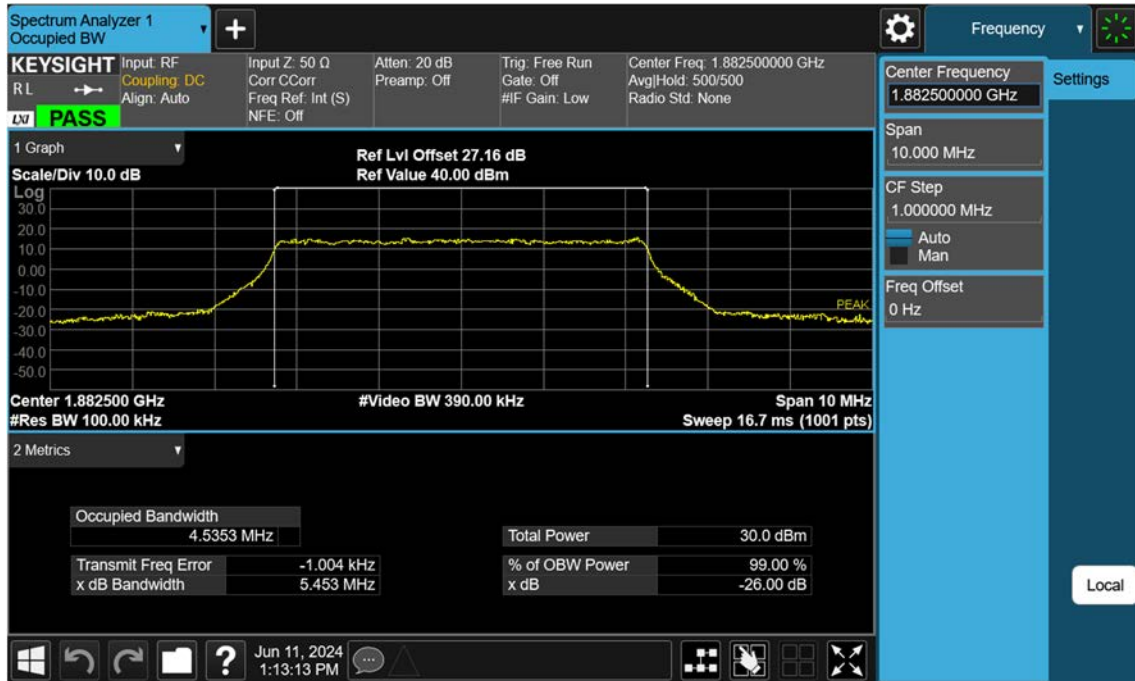 Spectrum Analyzer 1
Occupied BW
+
Frequency
KEYSIGHT
R L
LXI
PASS
Input: RF
Coupling: DC
Align: Auto
Input Z: 50 Ω
Corr CCorr
Freq Ref: Int (S)
NFE: Off
Atten: 20 dB
Preamp: Off
Trig: Free Run
Gate: Off
#IF Gain: Low
Center Freq: 1.882500000 GHz
Avg|Hold: 500/500
Radio Std: None
Center Frequency
1.882500000 GHz
Settings
Span
10.000 MHz
CF Step
1.000000 MHz
Auto
Man
Freq Offset
0 Hz
Local
1 Graph
Scale/Div 10.0 dB
Ref Lvl Offset 27.16 dB
Ref Value 40.00 dBm
Log
30.0
20.0
10.0
0.00
-10.0
-20.0
-30.0
-40.0
-50.0
PEAK
Center 1.882500 GHz
#Res BW 100.00 kHz
#Video BW 390.00 kHz
Span 10 MHz
Sweep 16.7 ms (1001 pts)
2 Metrics
Occupied Bandwidth
4.5353 MHz
Total Power 30.0 dBm
Transmit Freq Error -1.004 kHz
% of OBW Power 99.00 %
x dB Bandwidth 5.453 MHz
x dB -26.00 dB
?
Jun 11, 2024
1:13:13 PM